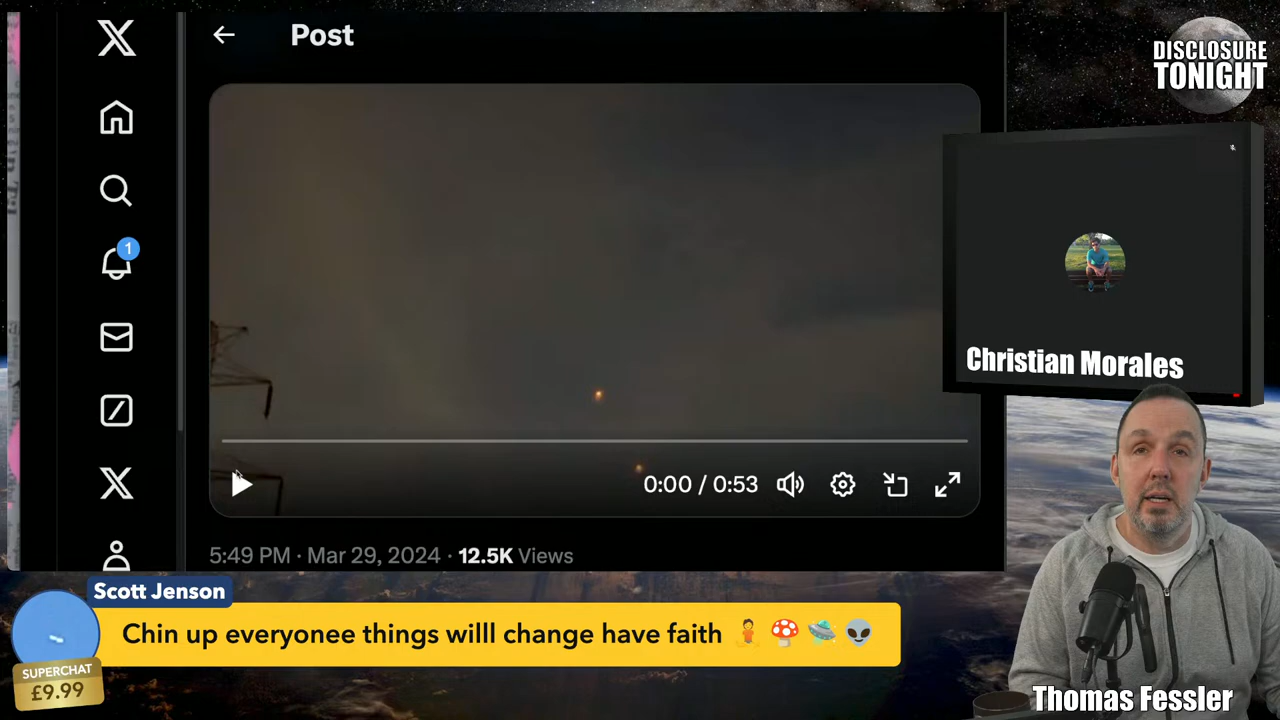 Post
DISCLOSURE
TONIGHT
1
Christian Morales
0:00 / 0:53
5:49 PM · Mar 29, 2024 · 12.5K Views
Scott Jenson
Chin up everyonee things willl change have faith
SUPERCHAT
£9.99
Thomas Fessler